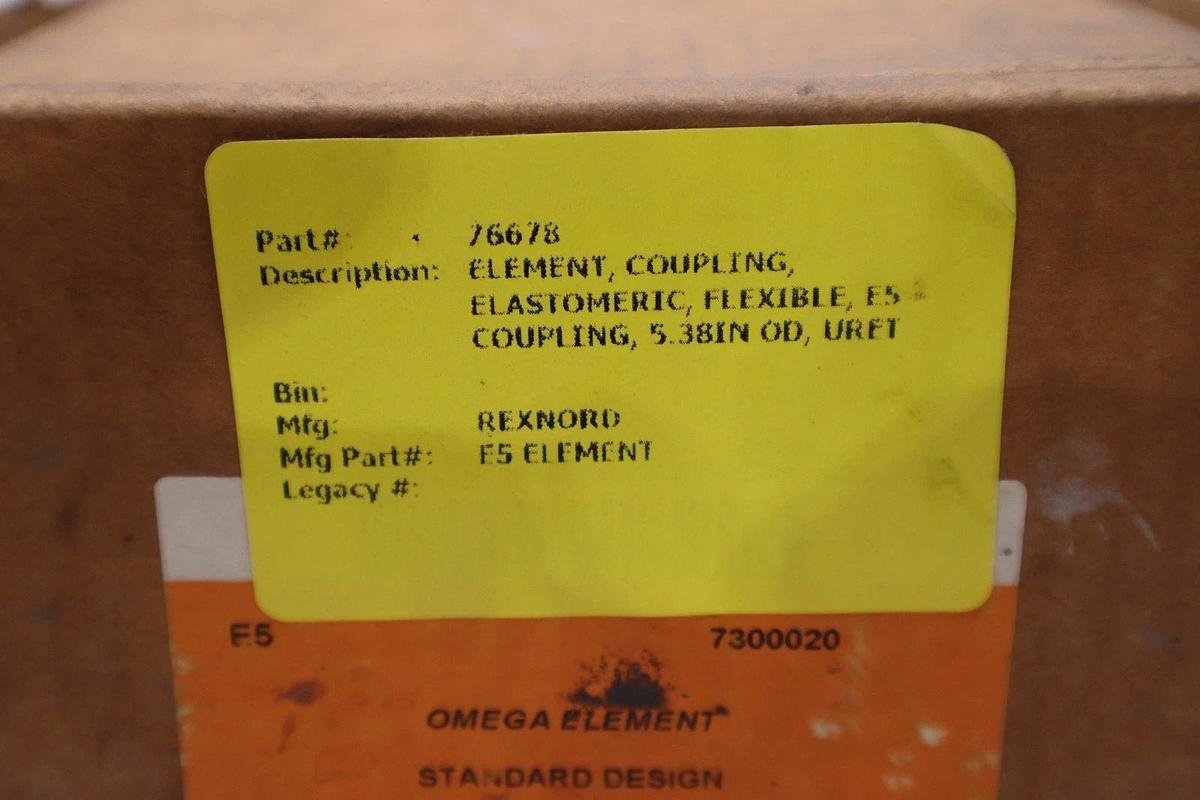 Part#: 76678
Description: ELEMENT, COUPLING,
ELASTOMERIC, FLEXIBLE, E5
COUPLING, 5.38IN OD, URET
Bin:
Mfg: REXNORD
Mfg Part#: E5 ELEMENT
Legacy #:
E5 7300020
OMEGA ELEMENT
STANDARD DESIGN